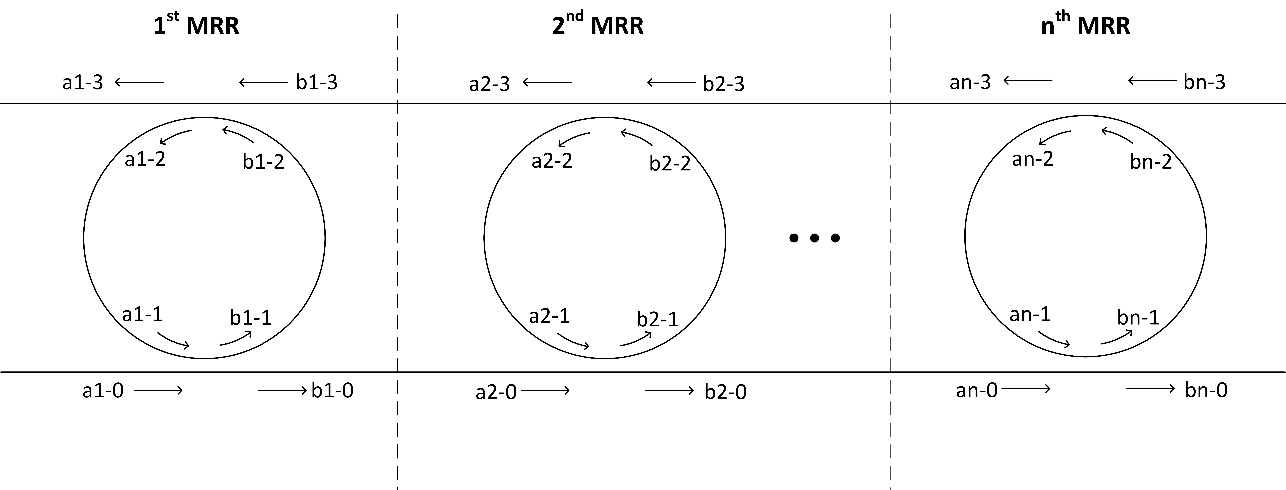 1st MRR 2nd MRR nth MRR
a1-3 b1-3 a2-3 b2-3 an-3 bn-3
a1-2 b1-2 a2-2 b2-2 an-2 bn-2
a1-1 b1-1 a2-1 b2-1 an-1 bn-1
a1-0 b1-0 a2-0 b2-0 an-0 bn-0